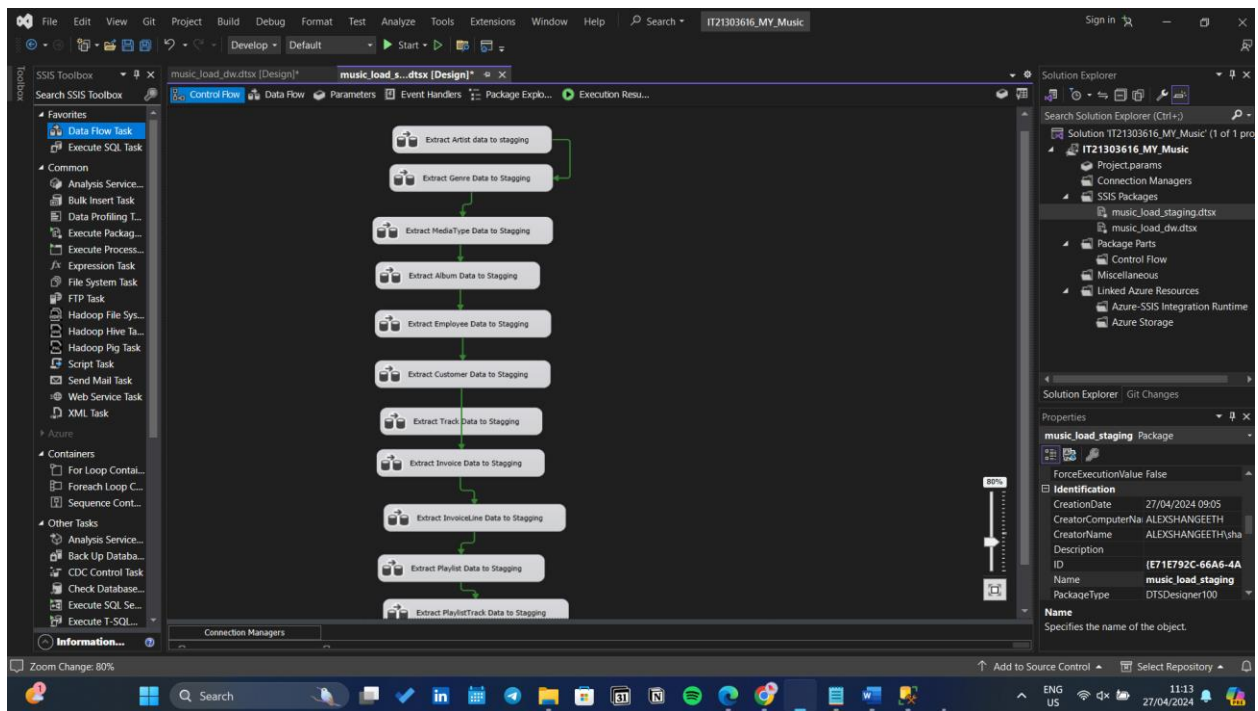 File Edit View Git Project Build Debug Format Test Analyze Tools Extensions Window Help Search IT21303616_MY_Music Sign in
Develop Default Start
Toolbox
SSIS Toolbox
Search SSIS Toolbox
Favorites
Data Flow Task
Execute SQL Task
Common
Analysis Service...
Bulk Insert Task
Data Profiling T...
Execute Packag...
Execute Process...
Expression Task
File System Task
FTP Task
Hadoop File Sys...
Hadoop Hive Ta...
Hadoop Pig Task
Script Task
Send Mail Task
Web Service Task
XML Task
Azure
Containers
For Loop Contai...
Foreach Loop C...
Sequence Cont...
Other Tasks
Analysis Service...
Back Up Databa...
CDC Control Task
Check Database...
Execute SQL Se...
Execute T-SQL...
Information...
music_load_dw.dtsx [Design]* music_load_s...dtsx [Design]*
Control Flow Data Flow Parameters Event Handlers Package Explo... Execution Resu...
Extract Artist data to stagging
Extract Genre Data to Stagging
Extract MediaType Data to Stagging
Extract Album Data to Stagging
Extract Employee Data to Stagging
Extract Customer Data to Stagging
Extract Track Data to Stagging
Extract Invoice Data to Stagging
Extract InvoiceLine Data to Stagging
Extract Playlist Data to Stagging
Extract PlaylistTrack Data to Stagging
80%
Connection Managers
Solution Explorer
Search Solution Explorer (Ctrl+;)
Solution 'IT21303616_MY_Music' (1 of 1 pro
IT21303616_MY_Music
Project.params
Connection Managers
SSIS Packages
music_load_staging.dtsx
music_load_dw.dtsx
Package Parts
Control Flow
Miscellaneous
Linked Azure Resources
Azure-SSIS Integration Runtime
Azure Storage
Solution Explorer Git Changes
Properties
music_load_staging Package
ForceExecutionValue False
Identification
CreationDate 27/04/2024 09:05
CreatorComputerNa ALEXSHANGEETH
CreatorName ALEXSHANGEETH\sha
Description
ID {E71E792C-66A6-4A
Name music_load_staging
PackageType DTSDesigner100
Name
Specifies the name of the object.
Zoom Change: 80% Add to Source Control Select Repository
Search
ENG
US
11:13
27/04/2024